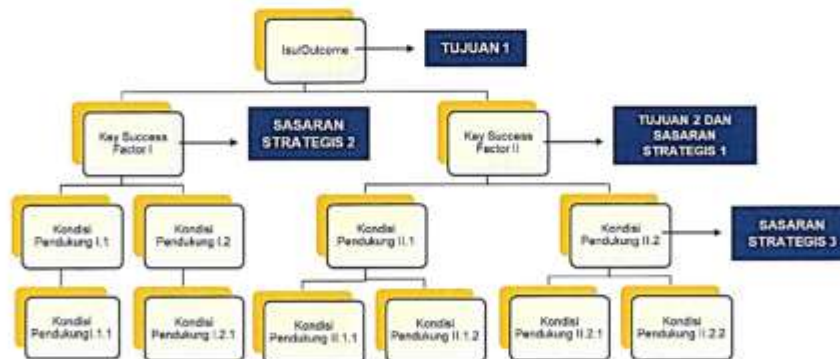 Isu/Outcome
TUJUAN 1
Key Success
Factor I
SASARAN
STRATEGIS 2
Key Success
Factor II
TUJUAN 2 DAN
SASARAN
STRATEGIS 1
Kondisi
Pendukung I.1
Kondisi
Pendukung I.2
Kondisi
Pendukung II.1
Kondisi
Pendukung II.2
SASARAN
STRATEGIS 3
Kondisi
PendukungI.1.1
Kondisi
Pendukung I.2.1
Kondisi
Pendukung II.1.1
Kondisi
Pendukung II.1.2
Kondisi
Pendukung II.2.1
Kondisi
Pendukung II.2.2